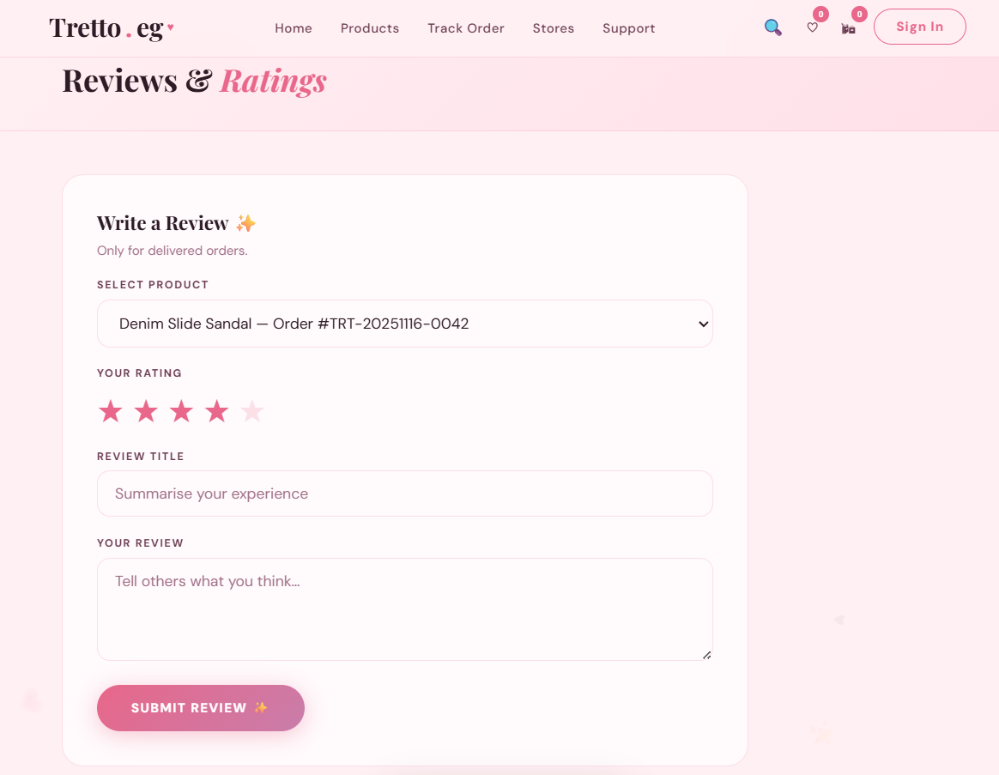 Tretto.eg♥
Home Products Track Order Stores Support
0
0
Sign In
Reviews & Ratings
Write a Review ✨
Only for delivered orders.
SELECT PRODUCT
Denim Slide Sandal — Order #TRT-20251116-0042
YOUR RATING
★ ★ ★ ★ ★
REVIEW TITLE
Summarise your experience
YOUR REVIEW
Tell others what you think...
SUBMIT REVIEW ✨